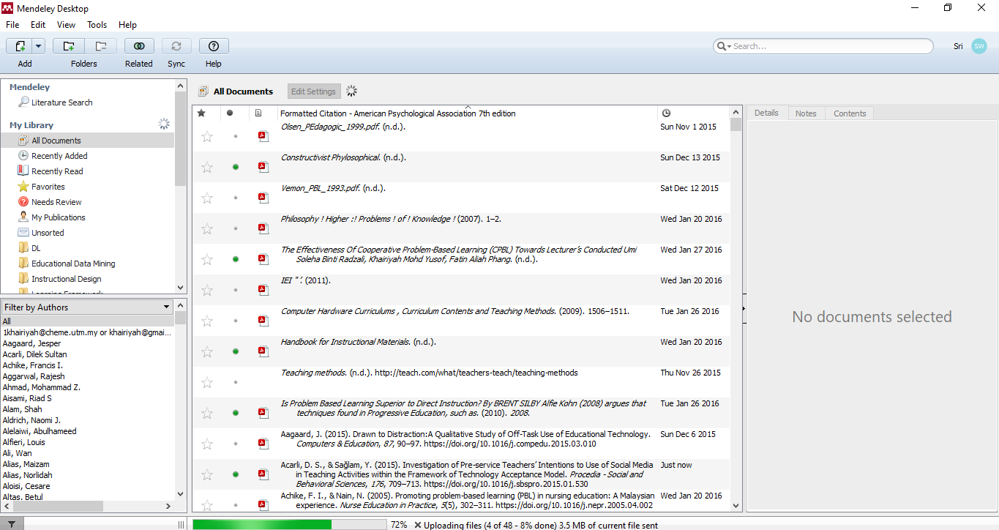 Mendeley Desktop
File Edit View Tools Help
Search...
Sri SW
Add Folders Related Sync Help
Mendeley
Literature Search
My Library
All Documents
Recently Added
Recently Read
Favorites
Needs Review
My Publications
Unsorted
DL
Educational Data Mining
Instructional Design
Learning Framework
Filter by Authors
All
1khairiyah@cheme.utm.my or khairiyah@gmai...
Aagaard, Jesper
Acarli, Dilek Sultan
Achike, Francis I.
Aggarwal, Rajesh
Ahmad, Mohammad Z.
Aisami, Riad S
Alam, Shah
Aldrich, Naomi J.
Alelaiwi, Abulhameed
Alfieri, Louis
Ali, Wan
Alias, Maizam
Alias, Norlidah
Aloisi, Cesare
Altas, Betul
All Documents Edit Settings
Formatted Citation - American Psychological Association 7th edition
Olsen_PEdagogic_1999.pdf. (n.d.). Sun Nov 1 2015
Constructivist Phylosophical. (n.d.). Sun Dec 13 2015
Vemon_PBL_1993.pdf. (n.d.). Sat Dec 12 2015
Philosophy ! Higher :! Problems ! of ! Knowledge ! (2007). 1–2. Wed Jan 20 2016
The Effectiveness Of Cooperative Problem-Based Learning (CPBL) Towards Lecturer's Conducted Umi Wed Jan 27 2016
Soleha Binti Radzali, Khairiyah Mohd Yusof, Fatin Aliah Phang. (n.d.).
IEI " ‘. (2011). Wed Jan 20 2016
Computer Hardware Curriculums , Curriculum Contents and Teaching Methods. (2009). 1506–1511. Tue Jan 26 2016
Handbook for Instructional Materials. (n.d.). Wed Jan 20 2016
Teaching methods. (n.d.). http://teach.com/what/teachers-teach/teaching-methods Thu Nov 26 2015
Is Problem Based Learning Superior to Direct Instruction? By BRENT SILBY Alfie Kohn (2008) argues that Tue Jan 26 2016
techniques found in Progressive Education, such as. (2010). 2008.
Aagaard, J. (2015). Drawn to Distraction:A Qualitative Study of Off-Task Use of Educational Technology. Sun Dec 6 2015
Computers & Education, 87, 90–97. https://doi.org/10.1016/j.compedu.2015.03.010
Acarli, D. S., & Sağlam, Y. (2015). Investigation of Pre-service Teachers' Intentions to Use of Social Media Just now
in Teaching Activities within the Framework of Technology Acceptance Model. Procedia - Social and
Behavioral Sciences, 176, 709–713. https://doi.org/10.1016/j.sbspro.2015.01.530
Achike, F. I., & Nain, N. (2005). Promoting problem-based learning (PBL) in nursing education: A Malaysian Wed Jan 20 2016
experience. Nurse Education in Practice, 5(5), 302–311. https://doi.org/10.1016/j.nepr.2005.04.002
Details Notes Contents
No documents selected
72% Uploading files (4 of 48 - 8% done) 3.5 MB of current file sent